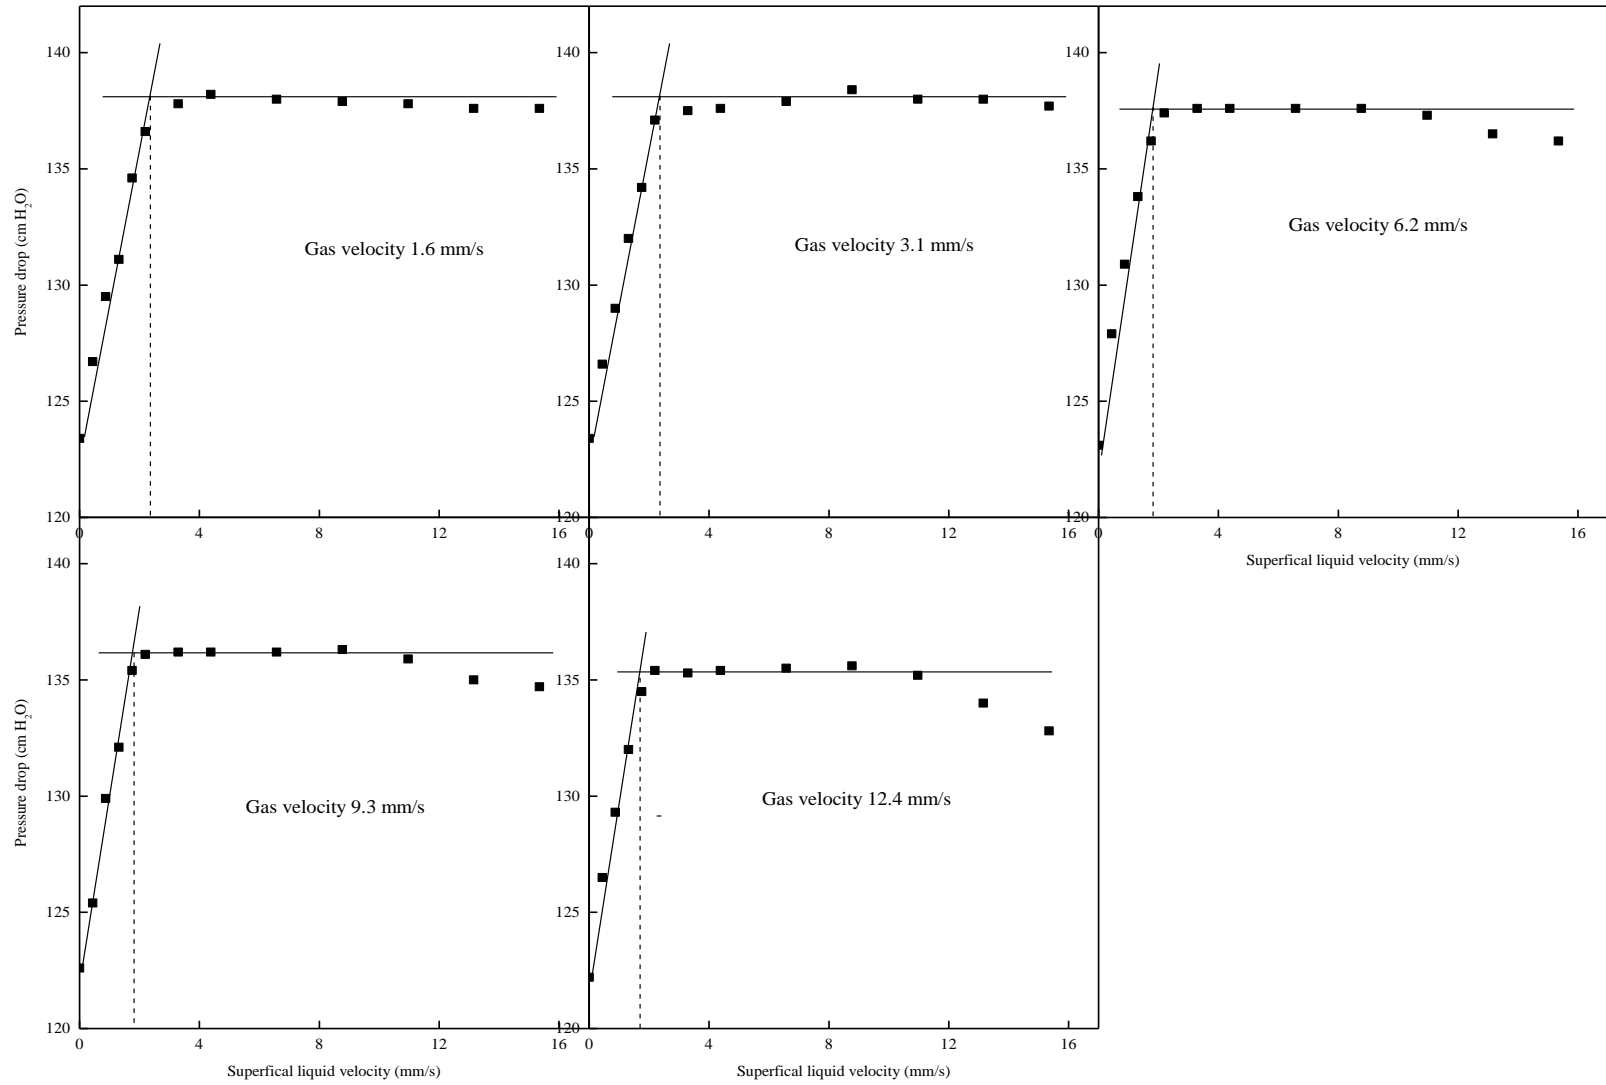 140
135
130
125
120
Pressure drop (cm H₂O)
Gas velocity 1.6 mm/s
0 4 8 12 16
140
135
130
125
120
Gas velocity 3.1 mm/s
0 4 8 12 16
140
135
130
125
120
Gas velocity 6.2 mm/s
0 4 8 12 16
Superfical liquid velocity (mm/s)
140
135
130
125
120
Pressure drop (cm H₂O)
Gas velocity 9.3 mm/s
0 4 8 12 16
Superfical liquid velocity (mm/s)
140
135
130
125
120
Gas velocity 12.4 mm/s
0 4 8 12 16
Superfical liquid velocity (mm/s)